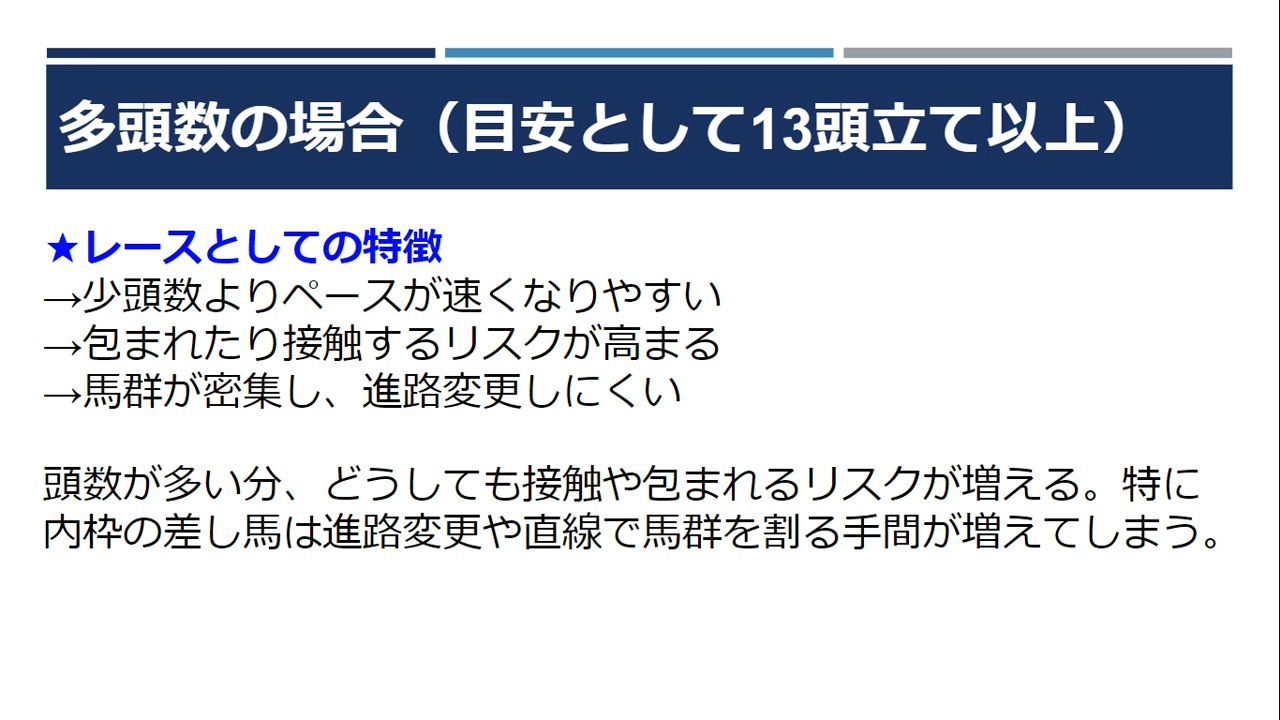 多頭数の場合（目安として13頭立て以上）
★レースとしての特徴
→少頭数よりペースが速くなりやすい
→包まれたり接触するリスクが高まる
→馬群が密集し、進路変更しにくい
頭数が多い分、どうしても接触や包まれるリスクが増える。特に
内枠の差し馬は進路変更や直線で馬群を割る手間が増えてしまう。